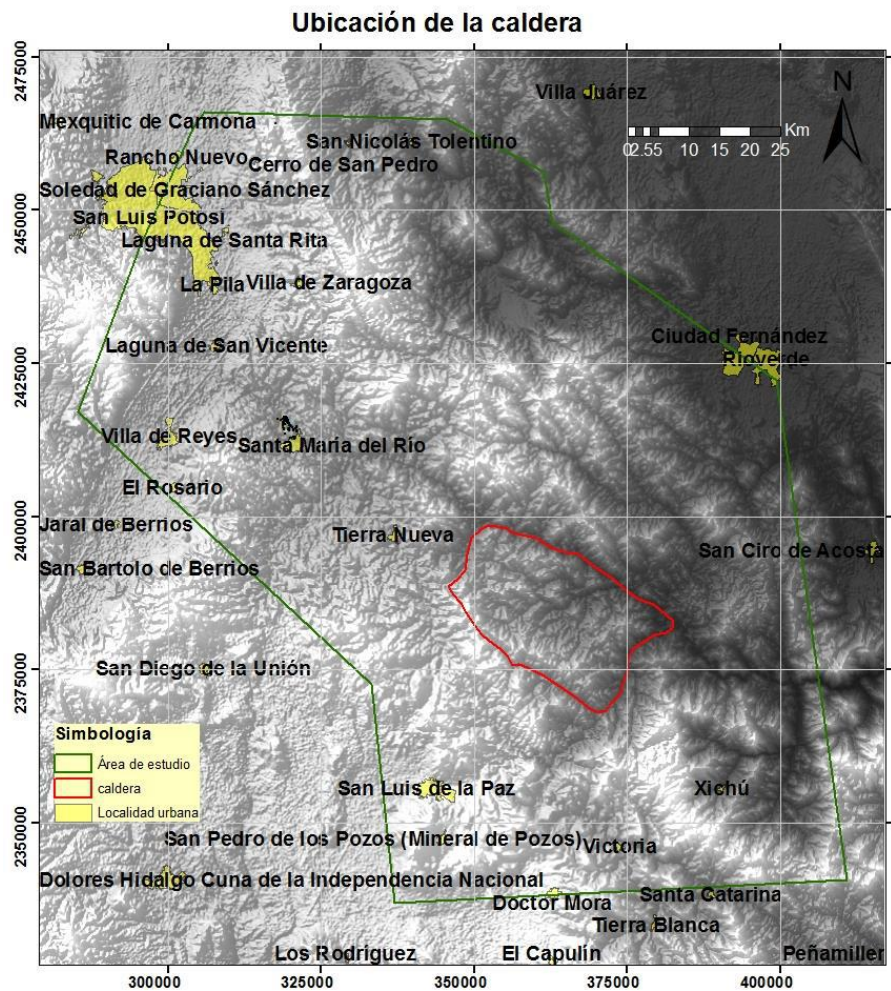 Ubicación de la caldera
2475000
Villa Juárez
N
Mexquitic de Carmona
San Nicolás Tolentino
Km
02.55 10 15 20 25
Rancho Nuevo
Cerro de San Pedro
Soledad de Graciano Sánchez
2450000
San Luis Potosí
Laguna de Santa Rita
La Pila
Villa de Zaragoza
Ciudad Fernández
Laguna de San Vicente
Rioverde
2425000
Villa de Reyes
Santa María del Río
El Rosario
2400000
Jaral de Berrios
Tierra Nueva
San Ciro de Acosta
San Bartolo de Berrios
2375000
San Diego de la Unión
Simbología
Área de estudio
caldera
Localidad urbana
San Luis de la Paz
Xichú
2350000
San Pedro de los Pozos (Mineral de Pozos)
Victoria
Dolores Hidalgo Cuna de la Independencia Nacional
Doctor Mora
Santa Catarina
Tierra Blanca
Los Rodríguez
El Capulín
Peñamiller
300000 325000 350000 375000 400000